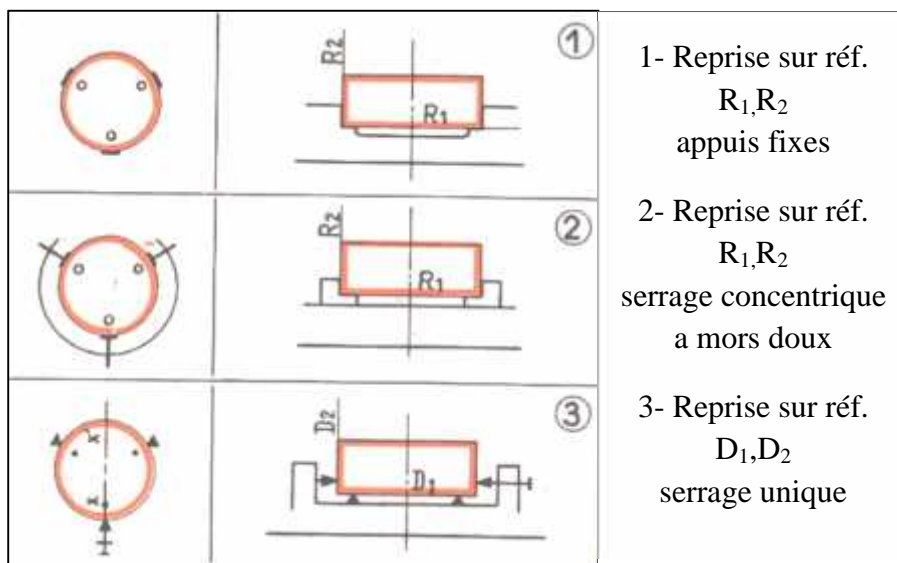 ①
R2
R1
1- Reprise sur réf.
R₁,R₂
appuis fixes
②
R2
R1
2- Reprise sur réf.
R₁,R₂
serrage concentrique
a mors doux
③
D2
D1
3- Reprise sur réf.
D₁,D₂
serrage unique